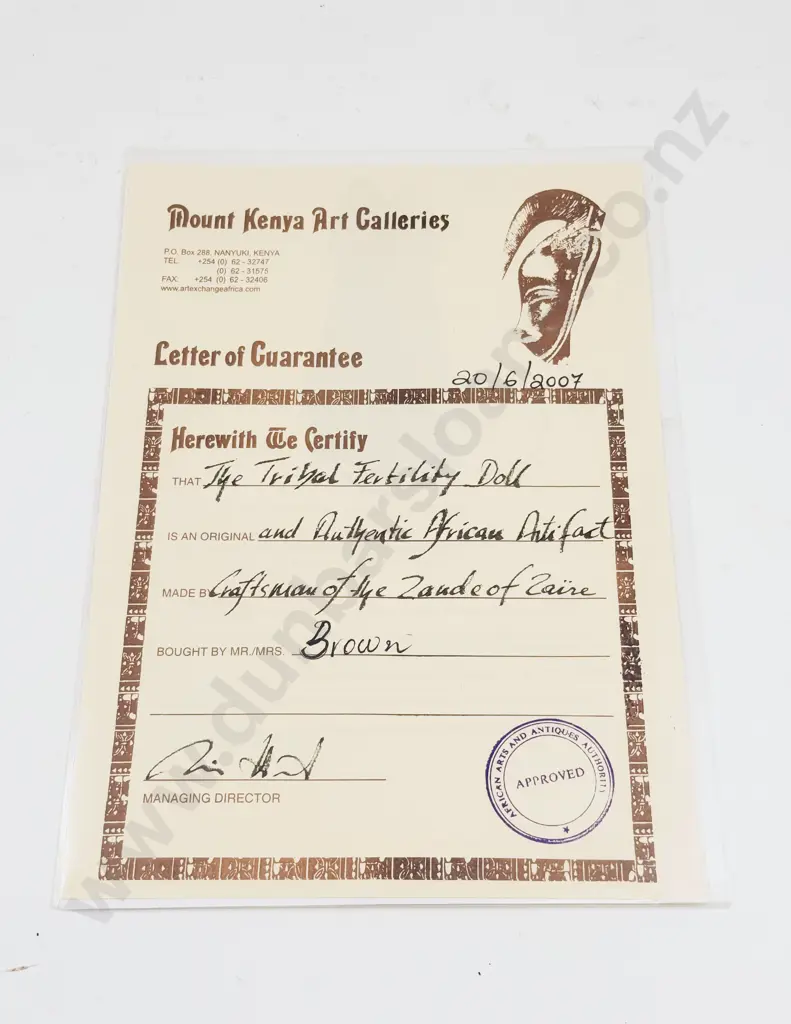 Mount Kenya Art Galleries
P.O. Box 288, NANYUKI, KENYA
TEL: +254 (0) 62 - 32747
(0) 62 - 31575
FAX: +254 (0) 62 - 32406
www.artexchangeafrica.com
Letter of Guarantee
20/6/2007
Herewith We Certify
THAT The Tribal Fertility Doll
IS AN ORIGINAL and Authentic African Artifact
MADE BY Craftsman of the Zande of Zaïre
BOUGHT BY MR./MRS. Brown
MANAGING DIRECTOR
AFRICAN ARTS AND ANTIQUES AUTHORITY
APPROVED
www.dunbarsloane.co.nz